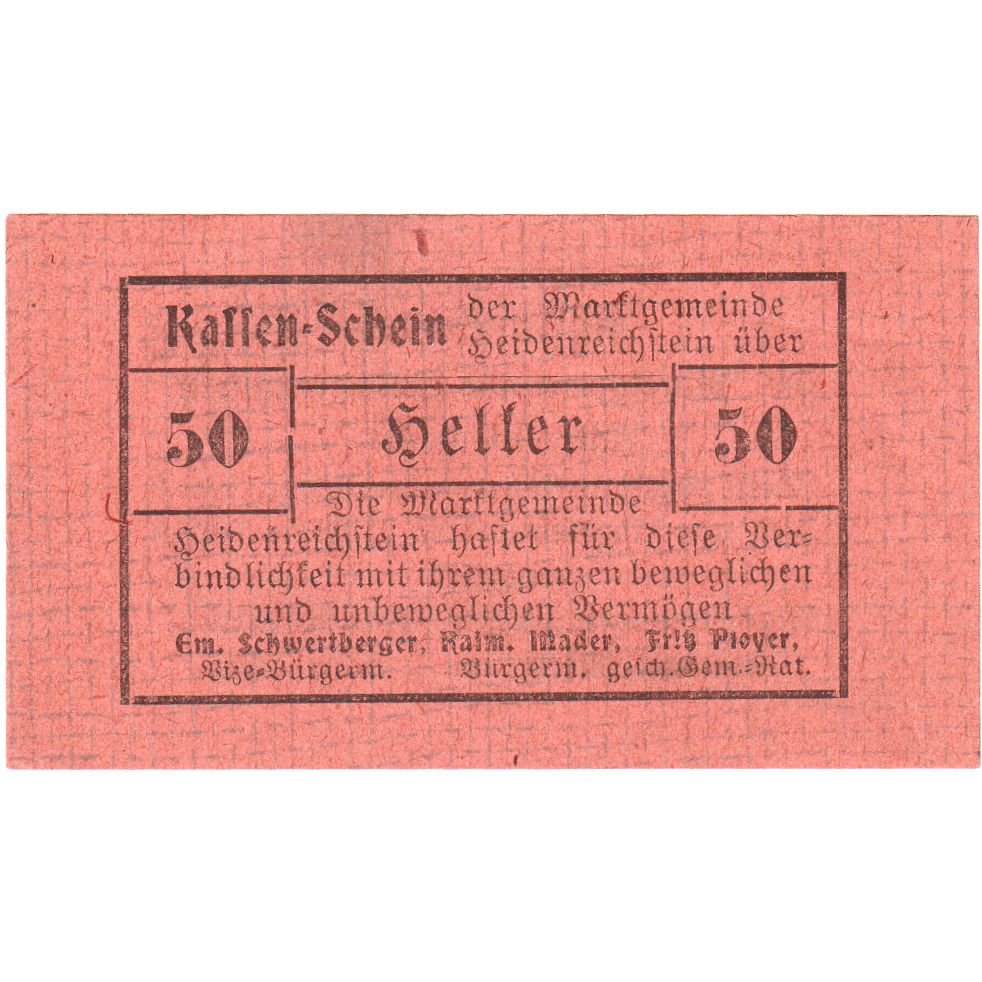 Kassen-Schein der Marktgemeinde
Heidenreichstein über
50 Heller 50
Die Marktgemeinde
Heidenreichstein haftet für diese Ver-
bindlichkeit mit ihrem ganzen beweglichen
und unbeweglichen Vermögen
Em. Schwertberger, Kalm. Mader, Fritz Ployer,
Vize-Bürgerm. Bürgerm. gesch. Gem.-Rat.